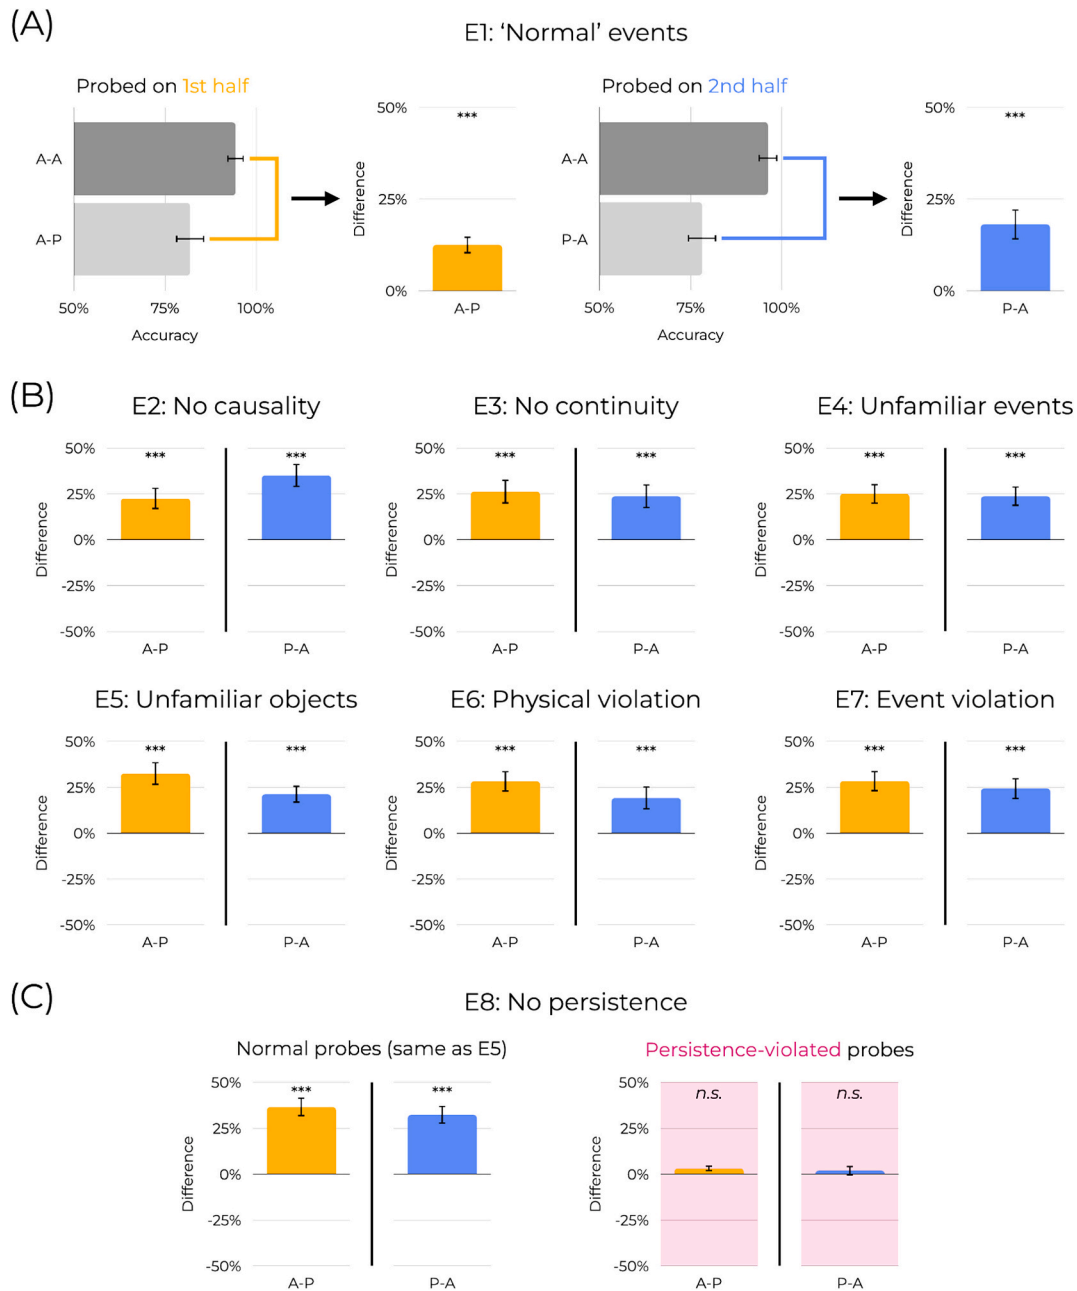 (A)
E1: ‘Normal’ events
Probed on 1st half
A-A
A-P
50%
75%
100%
Accuracy
Difference
50%
25%
0%
***
A-P
Probed on 2nd half
A-A
P-A
50%
75%
100%
Accuracy
Difference
50%
25%
0%
***
P-A
(B)
E2: No causality
Difference
50%
25%
0%
-25%
-50%
***
***
A-P
P-A
E3: No continuity
Difference
50%
25%
0%
-25%
-50%
***
***
A-P
P-A
E4: Unfamiliar events
Difference
50%
25%
0%
-25%
-50%
***
***
A-P
P-A
E5: Unfamiliar objects
Difference
50%
25%
0%
-25%
-50%
***
***
A-P
P-A
E6: Physical violation
Difference
50%
25%
0%
-25%
-50%
***
***
A-P
P-A
E7: Event violation
Difference
50%
25%
0%
-25%
-50%
***
***
A-P
P-A
(C)
E8: No persistence
Normal probes (same as E5)
Difference
50%
25%
0%
-25%
-50%
***
***
A-P
P-A
Persistence-violated probes
Difference
50%
25%
0%
-25%
-50%
n.s.
n.s.
A-P
P-A